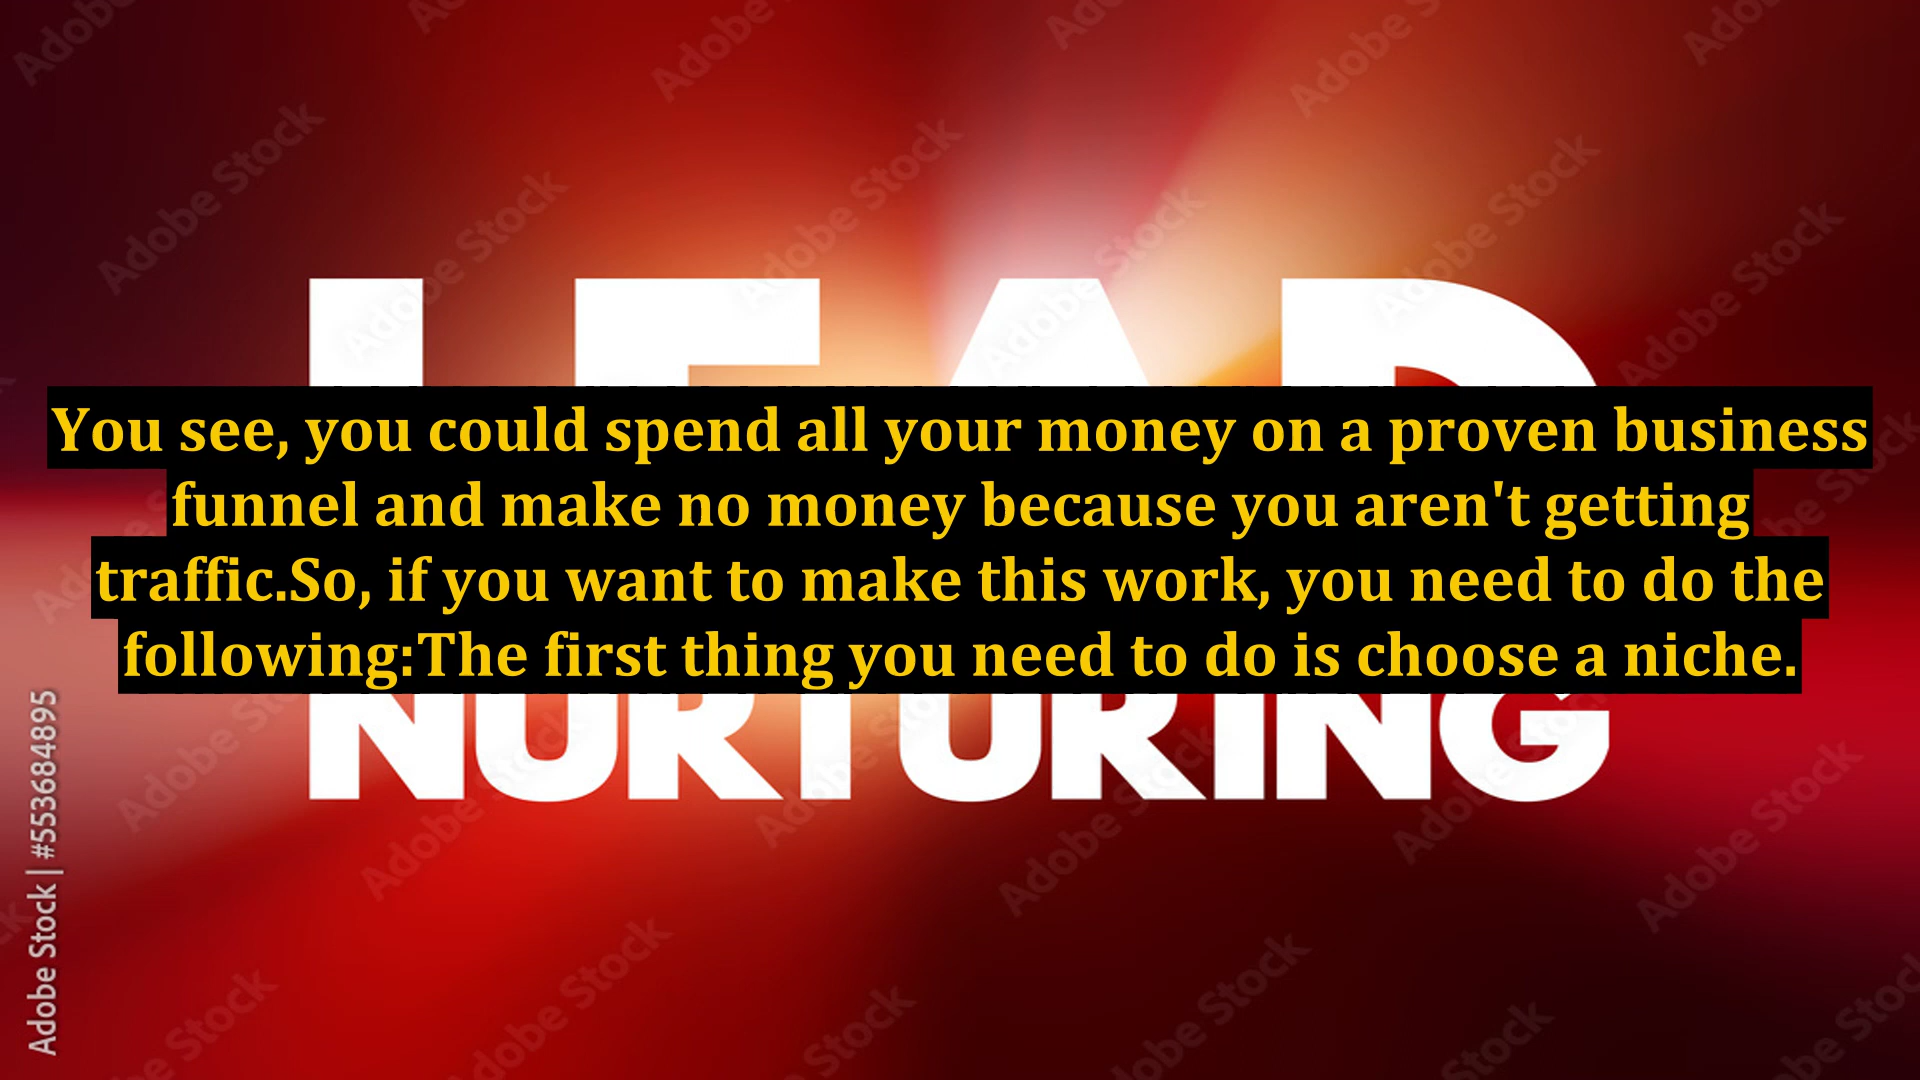 LEAD
You see, you could spend all your money on a proven business
funnel and make no money because you aren't getting
traffic.So, if you want to make this work, you need to do the
following:The first thing you need to do is choose a niche.
NURTURING
Adobe Stock | #553684895
Adobe Stock